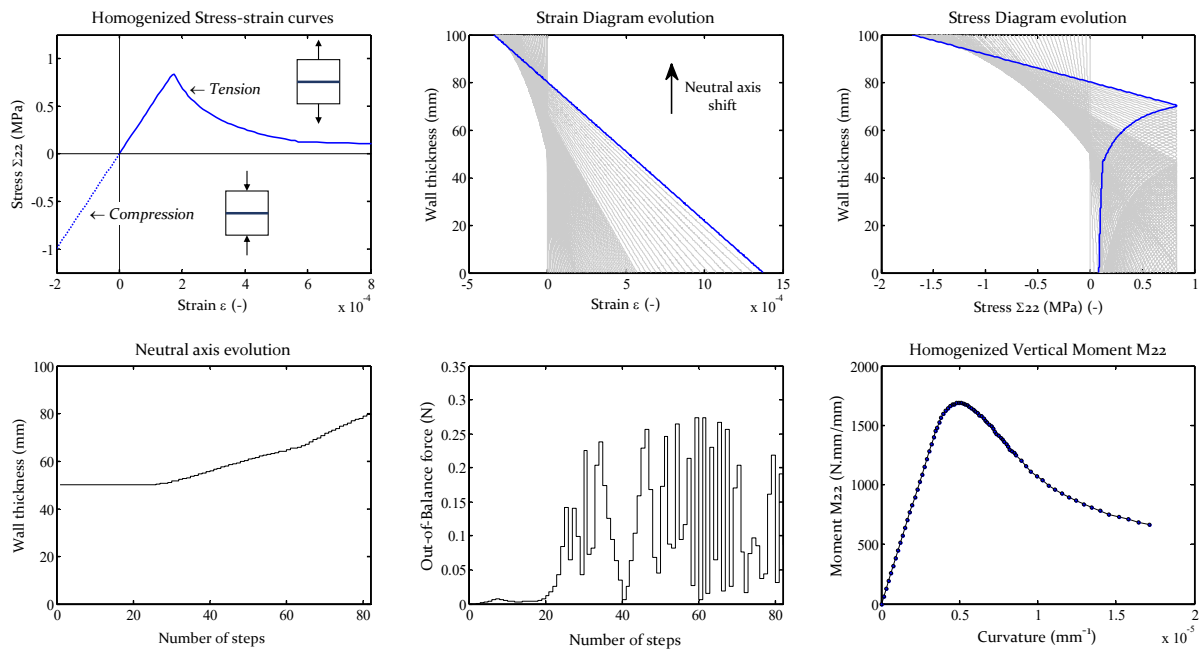 Homogenized Stress-strain curves
Stress Σ22 (MPa)
1
0.5
0
-0.5
-1
← Tension
← Compression
-2
0
2
4
6
8
Strain ε (-)
x 10⁻⁴
Strain Diagram evolution
Wall thickness (mm)
100
80
60
40
20
0
Neutral axis
shift
-5
0
5
10
15
Strain ε (-)
x 10⁻⁴
Stress Diagram evolution
Wall thickness (mm)
100
80
60
40
20
0
-2
-1
0
1
2
Stress Σ22 (MPa) (-)
Neutral axis evolution
Wall thickness (mm)
100
80
60
40
20
0
0
20
40
60
80
Number of steps
Out-of-Balance force (N)
0.35
0.3
0.25
0.2
0.15
0.1
0.05
0
0
20
40
60
80
Number of steps
Homogenized Vertical Moment M22
Moment M22 (N.mm/mm)
2000
1500
1000
500
0
0
0.5
1
1.5
2
Curvature (mm⁻¹)
x 10⁻⁵